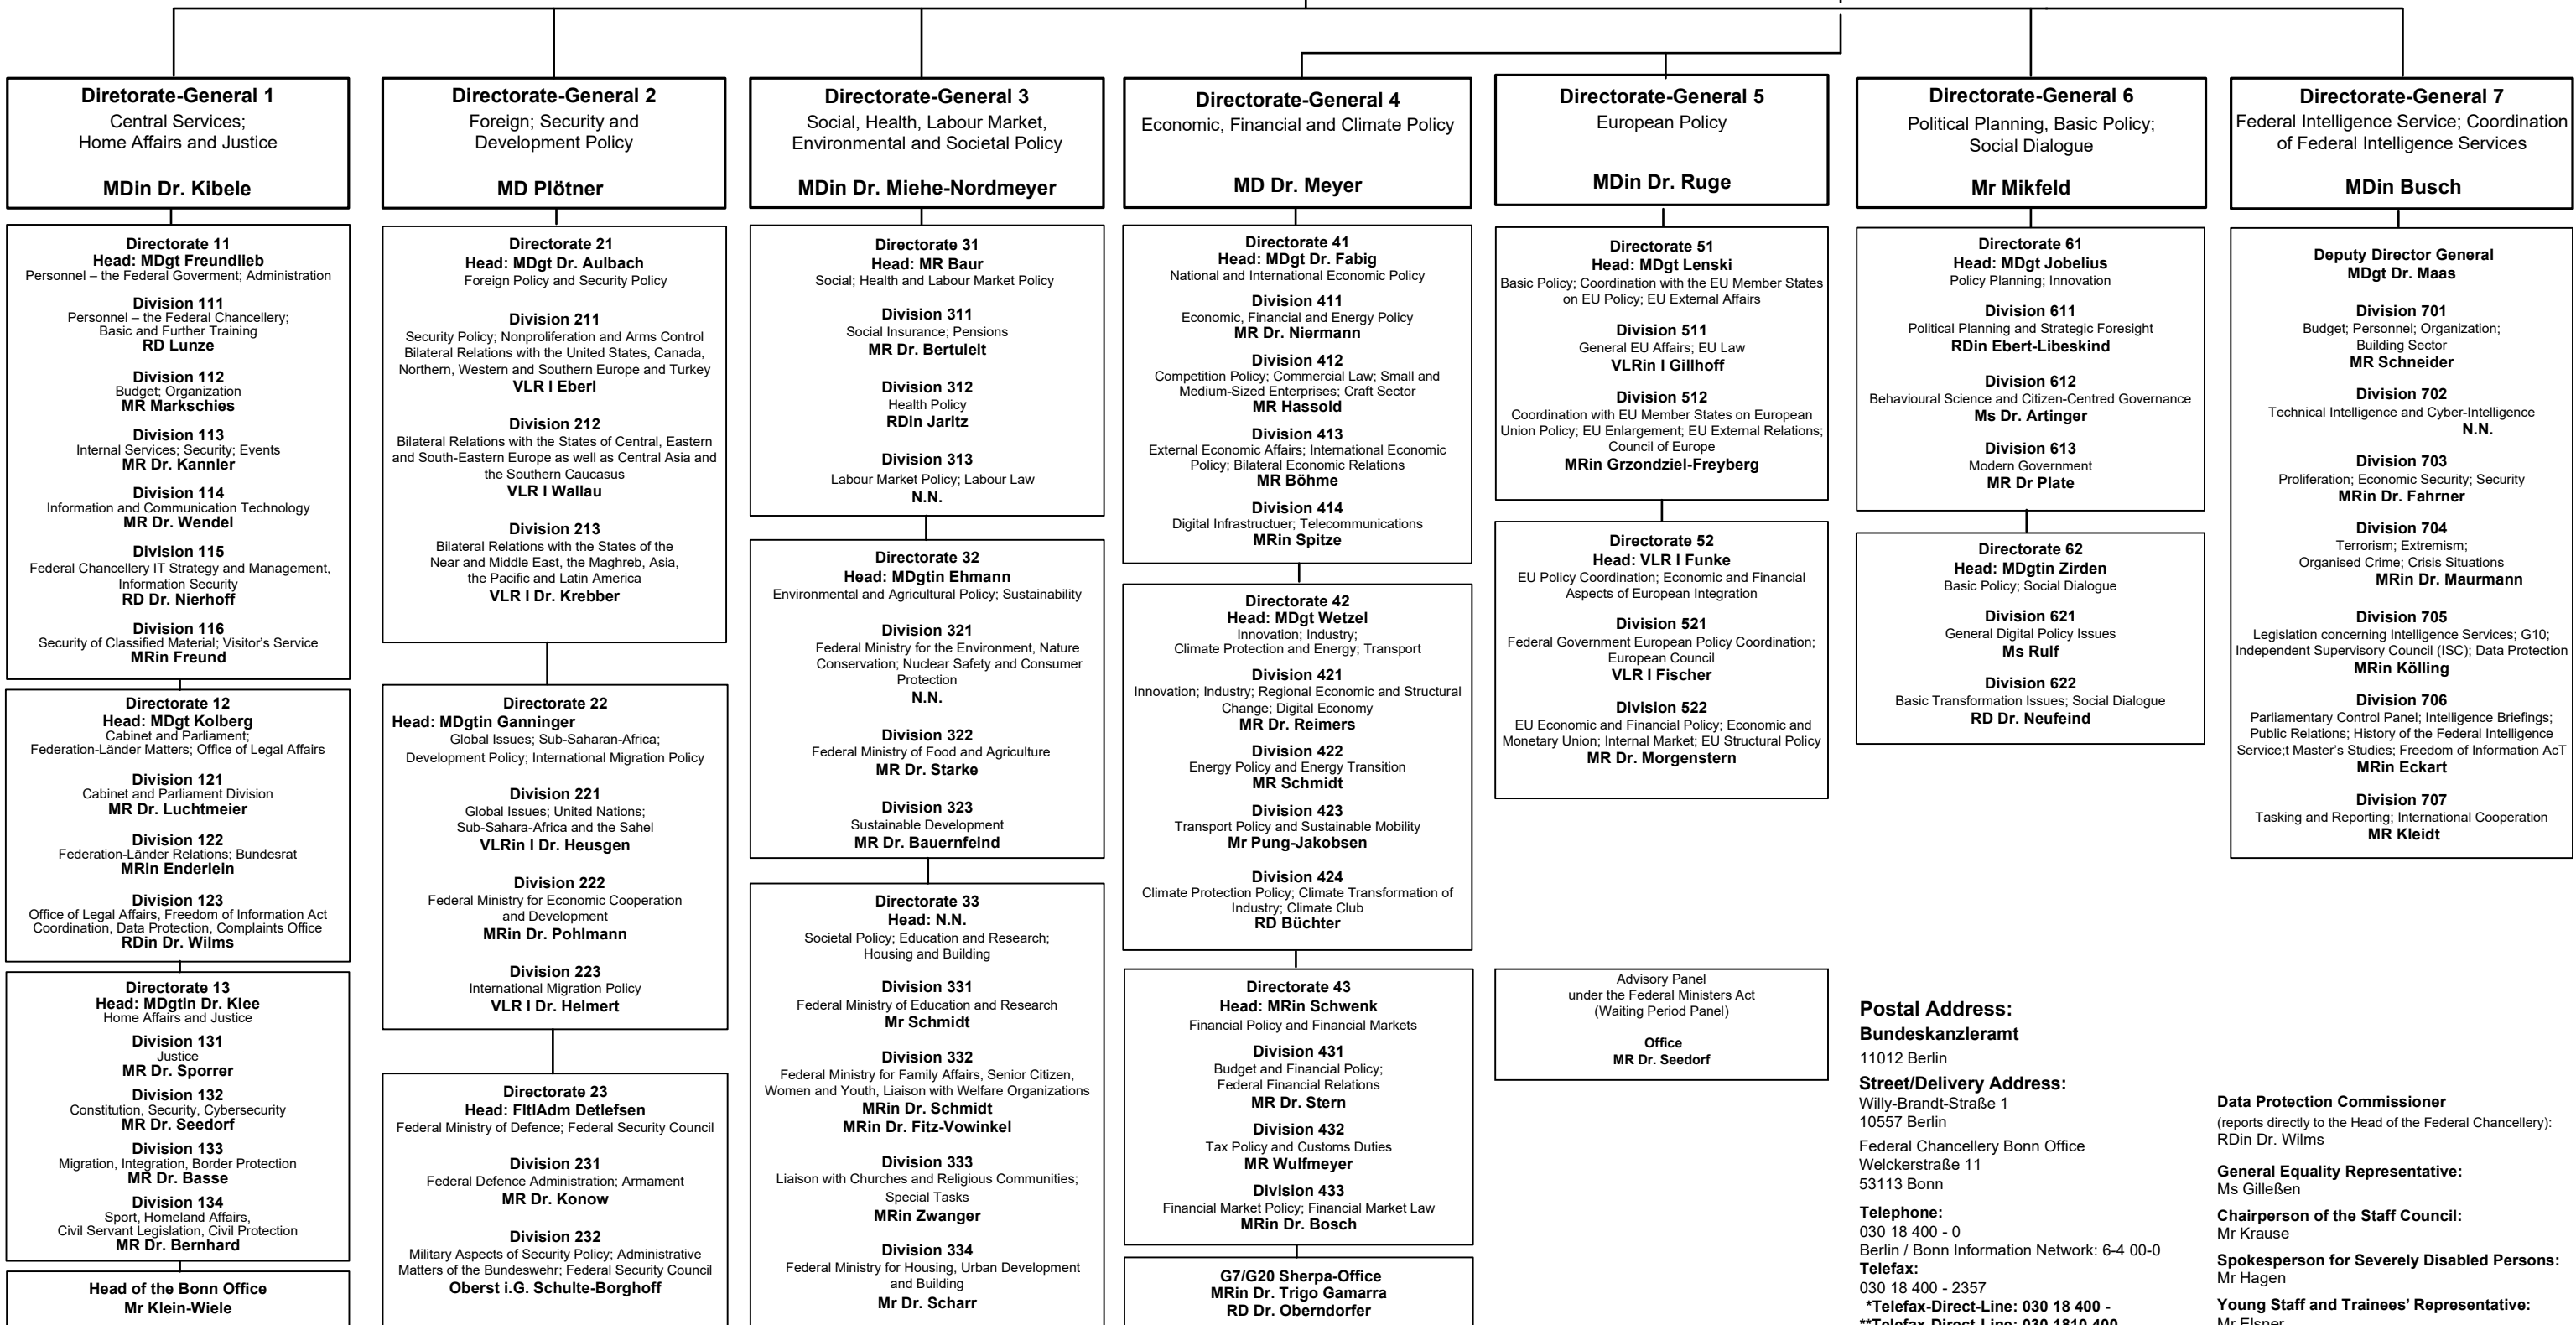 Diretorate-General 1
Central Services;
Home Affairs and Justice
MDin Dr. Kibele
Directorate 11
Head: MDgt Freundlieb
Personnel – the Federal Goverment; Administration
Division 111
Personnel – the Federal Chancellery;
Basic and Further Training
RD Lunze
Division 112
Budget; Organization
MR Markschies
Division 113
Internal Services; Security; Events
MR Dr. Kannler
Division 114
Information and Communication Technology
MR Dr. Wendel
Division 115
Federal Chancellery IT Strategy and Management,
Information Security
RD Dr. Nierhoff
Division 116
Security of Classified Material; Visitor's Service
MRin Freund
Directorate 12
Head: MDgt Kolberg
Cabinet and Parliament;
Federation-Länder Matters; Office of Legal Affairs
Division 121
Cabinet and Parliament Division
MR Dr. Luchtmeier
Division 122
Federation-Länder Relations; Bundesrat
MRin Enderlein
Division 123
Office of Legal Affairs, Freedom of Information Act
Coordination, Data Protection, Complaints Office
RDin Dr. Wilms
Directorate 13
Head: MDgtin Dr. Klee
Home Affairs and Justice
Division 131
Justice
MR Dr. Sporrer
Division 132
Constitution, Security, Cybersecurity
MR Dr. Seedorf
Division 133
Migration, Integration, Border Protection
MR Dr. Basse
Division 134
Sport, Homeland Affairs,
Civil Servant Legislation, Civil Protection
MR Dr. Bernhard
Head of the Bonn Office
Mr Klein-Wiele
Directorate-General 2
Foreign; Security and
Development Policy
MD Plötner
Directorate 21
Head: MDgt Dr. Aulbach
Foreign Policy and Security Policy
Division 211
Security Policy; Nonproliferation and Arms Control
Bilateral Relations with the United States, Canada,
Northern, Western and Southern Europe and Turkey
VLR I Eberl
Division 212
Bilateral Relations with the States of Central, Eastern
and South-Eastern Europe as well as Central Asia and
the Southern Caucasus
VLR I Wallau
Division 213
Bilateral Relations with the States of the
Near and Middle East, the Maghreb, Asia,
the Pacific and Latin America
VLR I Dr. Krebber
Directorate 22
Head: MDgtin Ganninger
Global Issues; Sub-Saharan-Africa;
Development Policy; International Migration Policy
Division 221
Global Issues; United Nations;
Sub-Sahara-Africa and the Sahel
VLRin I Dr. Heusgen
Division 222
Federal Ministry for Economic Cooperation
and Development
MRin Dr. Pohlmann
Division 223
International Migration Policy
VLR I Dr. Helmert
Directorate 23
Head: FltlAdm Detlefsen
Federal Ministry of Defence; Federal Security Council
Division 231
Federal Defence Administration; Armament
MR Dr. Konow
Division 232
Military Aspects of Security Policy; Administrative
Matters of the Bundeswehr; Federal Security Council
Oberst i.G. Schulte-Borghoff
Directorate-General 3
Social, Health, Labour Market,
Environmental and Societal Policy
MDin Dr. Miehe-Nordmeyer
Directorate 31
Head: MR Baur
Social; Health and Labour Market Policy
Division 311
Social Insurance; Pensions
MR Dr. Bertuleit
Division 312
Health Policy
RDin Jaritz
Division 313
Labour Market Policy; Labour Law
N.N.
Directorate 32
Head: MDgtin Ehmann
Environmental and Agricultural Policy; Sustainability
Division 321
Federal Ministry for the Environment, Nature
Conservation; Nuclear Safety and Consumer
Protection
N.N.
Division 322
Federal Ministry of Food and Agriculture
MR Dr. Starke
Division 323
Sustainable Development
MR Dr. Bauernfeind
Directorate 33
Head: N.N.
Societal Policy; Education and Research;
Housing and Building
Division 331
Federal Ministry of Education and Research
Mr Schmidt
Division 332
Federal Ministry for Family Affairs, Senior Citizen,
Women and Youth, Liaison with Welfare Organizations
MRin Dr. Schmidt
MRin Dr. Fitz-Vowinkel
Division 333
Liaison with Churches and Religious Communities;
Special Tasks
MRin Zwanger
Division 334
Federal Ministry for Housing, Urban Development
and Building
Mr Dr. Scharr
Directorate-General 4
Economic, Financial and Climate Policy
MD Dr. Meyer
Directorate 41
Head: MDgt Dr. Fabig
National and International Economic Policy
Division 411
Economic, Financial and Energy Policy
MR Dr. Niermann
Division 412
Competition Policy; Commercial Law; Small and
Medium-Sized Enterprises; Craft Sector
MR Hassold
Division 413
External Economic Affairs; International Economic
Policy; Bilateral Economic Relations
MR Böhme
Division 414
Digital Infrastructuer; Telecommunications
MRin Spitze
Directorate 42
Head: MDgt Wetzel
Innovation; Industry;
Climate Protection and Energy; Transport
Division 421
Innovation; Industry; Regional Economic and Structural
Change; Digital Economy
MR Dr. Reimers
Division 422
Energy Policy and Energy Transition
MR Schmidt
Division 423
Transport Policy and Sustainable Mobility
Mr Pung-Jakobsen
Division 424
Climate Protection Policy; Climate Transformation of
Industry; Climate Club
RD Büchter
Directorate 43
Head: MRin Schwenk
Financial Policy and Financial Markets
Division 431
Budget and Financial Policy;
Federal Financial Relations
MR Dr. Stern
Division 432
Tax Policy and Customs Duties
MR Wulfmeyer
Division 433
Financial Market Policy; Financial Market Law
MRin Dr. Bosch
G7/G20 Sherpa-Office
MRin Dr. Trigo Gamarra
RD Dr. Oberndorfer
Directorate-General 5
European Policy
MDin Dr. Ruge
Directorate 51
Head: MDgt Lenski
Basic Policy; Coordination with the EU Member States
on EU Policy; EU External Affairs
Division 511
General EU Affairs; EU Law
VLRin I Gillhoff
Division 512
Coordination with EU Member States on European
Union Policy; EU Enlargement; EU External Relations;
Council of Europe
MRin Grzondziel-Freyberg
Directorate 52
Head: VLR I Funke
EU Policy Coordination; Economic and Financial
Aspects of European Integration
Division 521
Federal Government European Policy Coordination;
European Council
VLR I Fischer
Division 522
EU Economic and Financial Policy; Economic and
Monetary Union; Internal Market; EU Structural Policy
MR Dr. Morgenstern
Advisory Panel
under the Federal Ministers Act
(Waiting Period Panel)
Office
MR Dr. Seedorf
Directorate-General 6
Political Planning, Basic Policy;
Social Dialogue
Mr Mikfeld
Directorate 61
Head: MDgt Jobelius
Policy Planning; Innovation
Division 611
Political Planning and Strategic Foresight
RDin Ebert-Libeskind
Division 612
Behavioural Science and Citizen-Centred Governance
Ms Dr. Artinger
Division 613
Modern Government
MR Dr Plate
Directorate 62
Head: MDgtin Zirden
Basic Policy; Social Dialogue
Division 621
General Digital Policy Issues
Ms Rulf
Division 622
Basic Transformation Issues; Social Dialogue
RD Dr. Neufeind
Directorate-General 7
Federal Intelligence Service; Coordination
of Federal Intelligence Services
MDin Busch
Deputy Director General
MDgt Dr. Maas
Division 701
Budget; Personnel; Organization;
Building Sector
MR Schneider
Division 702
Technical Intelligence and Cyber-Intelligence
N.N.
Division 703
Proliferation; Economic Security; Security
MRin Dr. Fahrner
Division 704
Terrorism; Extremism;
Organised Crime; Crisis Situations
MRin Dr. Maurmann
Division 705
Legislation concerning Intelligence Services; G10;
Independent Supervisory Council (ISC); Data Protection
MRin Kölling
Division 706
Parliamentary Control Panel; Intelligence Briefings;
Public Relations; History of the Federal Intelligence
Service;t Master's Studies; Freedom of Information AcT
MRin Eckart
Division 707
Tasking and Reporting; International Cooperation
MR Kleidt
Postal Address:
Bundeskanzleramt
11012 Berlin
Street/Delivery Address:
Willy-Brandt-Straße 1
10557 Berlin
Federal Chancellery Bonn Office
Welckerstraße 11
53113 Bonn
Telephone:
030 18 400 - 0
Berlin / Bonn Information Network: 6-4 00-0
Telefax:
030 18 400 - 2357
*Telefax-Direct-Line: 030 18 400 -
**Telefax-Direct-Line: 030 1810 400
Data Protection Commissioner
(reports directly to the Head of the Federal Chancellery):
RDin Dr. Wilms
General Equality Representative:
Ms Gilleßen
Chairperson of the Staff Council:
Mr Krause
Spokesperson for Severely Disabled Persons:
Mr Hagen
Young Staff and Trainees' Representative:
Mr Elsner